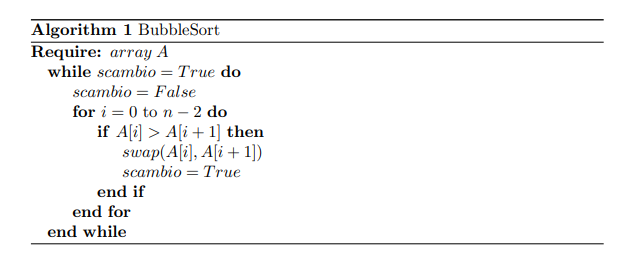 Algorithm 1 BubbleSort
Require: array A
while scambio = True do
scambio = False
for i = 0 to n − 2 do
if A[i] > A[i + 1] then
swap(A[i], A[i + 1])
scambio = True
end if
end for
end while